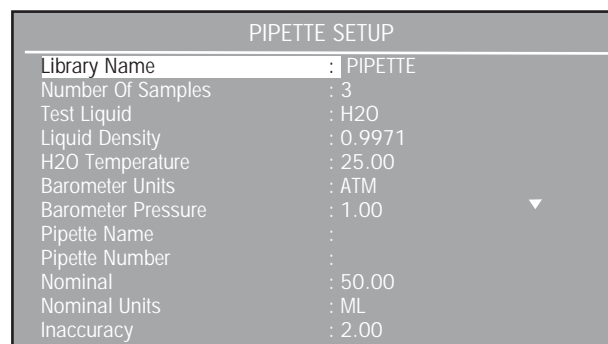 PIPETTE SETUP
Library Name : PIPETTE
Number Of Samples : 3
Test Liquid : H2O
Liquid Density : 0.9971
H2O Temperature : 25.00
Barometer Units : ATM
Barometer Pressure : 1.00
Pipette Name :
Pipette Number :
Nominal : 50.00
Nominal Units : ML
Inaccuracy : 2.00